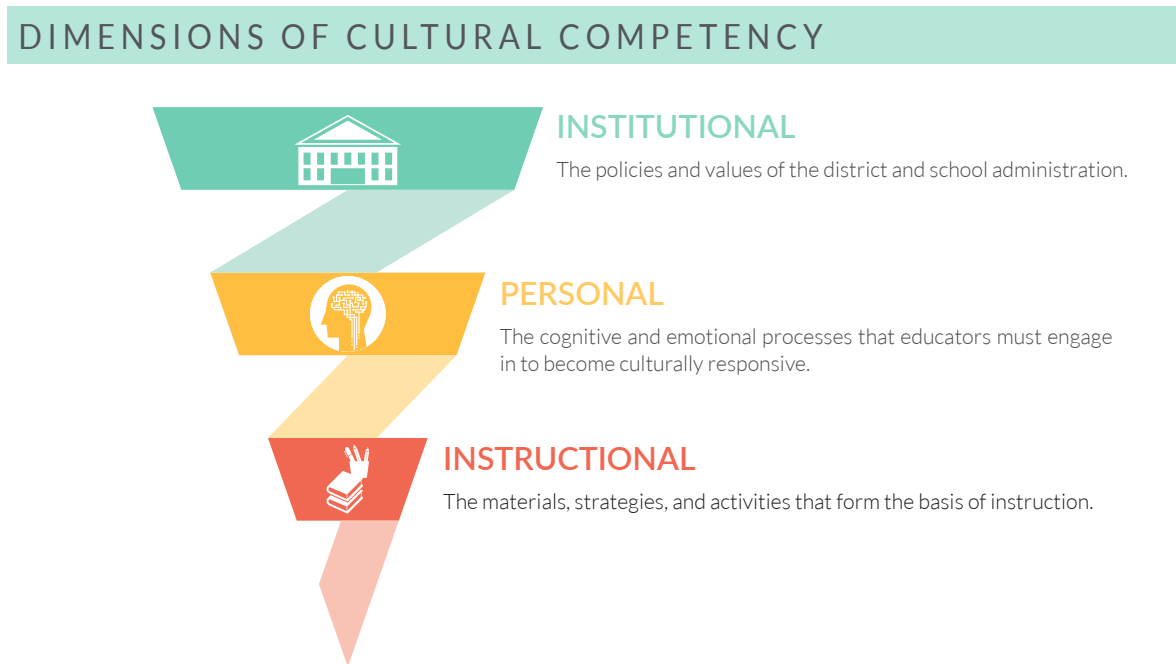 DIMENSIONS OF CULTURAL COMPETENCY
INSTITUTIONAL
The policies and values of the district and school administration.
PERSONAL
The cognitive and emotional processes that educators must engage
in to become culturally responsive.
INSTRUCTIONAL
The materials, strategies, and activities that form the basis of instruction.